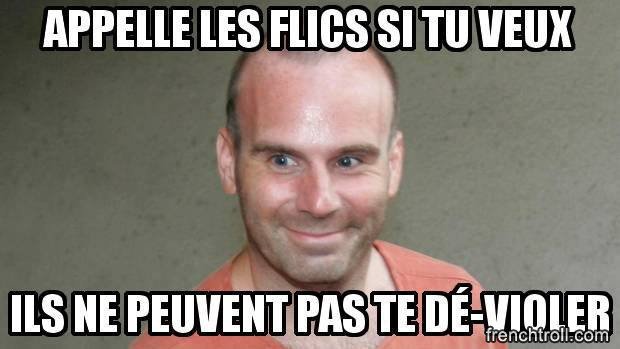 APPELLE LES FLICS SI TU VEUX
ILS NE PEUVENT PAS TE DÉ-VIOLER
frenchtroll.com